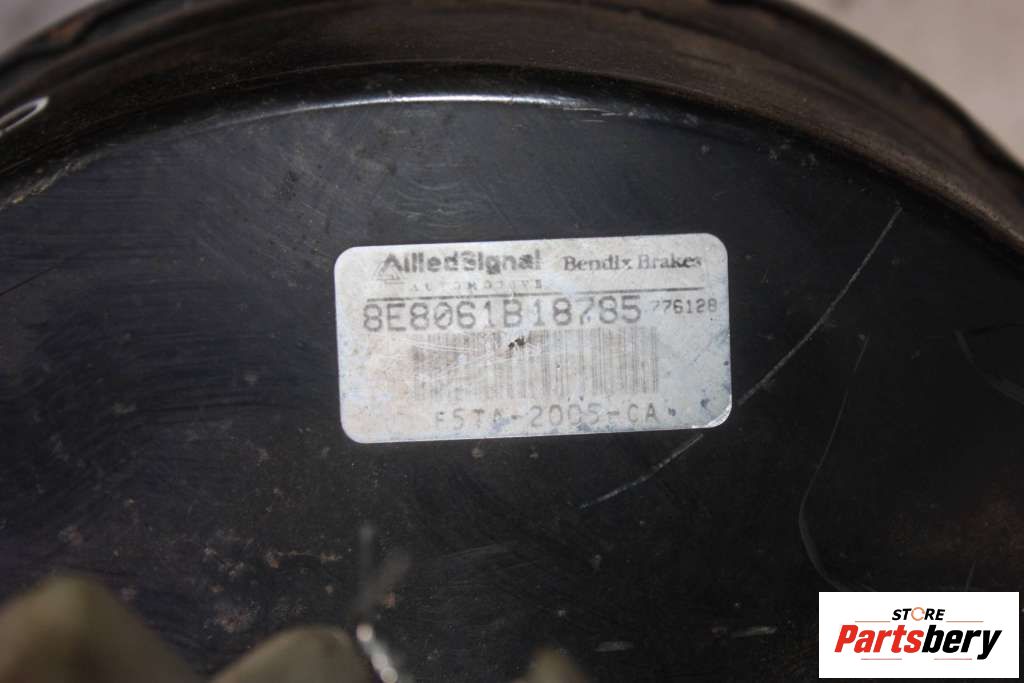 AlliedSignal Bendix Brakes
AUTOMOTIVE
8E8061B18785 776128
F5TA-2005-CA
STORE
Partsbery